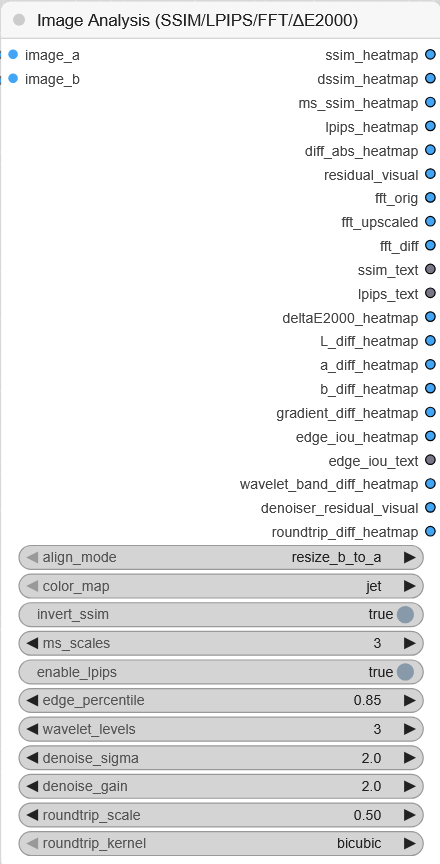 Image Analysis (SSIM/LPIPS/FFT/ΔE2000)
image_a ssim_heatmap
image_b dssim_heatmap
ms_ssim_heatmap
lpips_heatmap
diff_abs_heatmap
residual_visual
fft_orig
fft_upscaled
fft_diff
ssim_text
lpips_text
deltaE2000_heatmap
L_diff_heatmap
a_diff_heatmap
b_diff_heatmap
gradient_diff_heatmap
edge_iou_heatmap
edge_iou_text
wavelet_band_diff_heatmap
denoiser_residual_visual
roundtrip_diff_heatmap
align_mode resize_b_to_a
color_map jet
invert_ssim true
ms_scales 3
enable_lpips true
edge_percentile 0.85
wavelet_levels 3
denoise_sigma 2.0
denoise_gain 2.0
roundtrip_scale 0.50
roundtrip_kernel bicubic